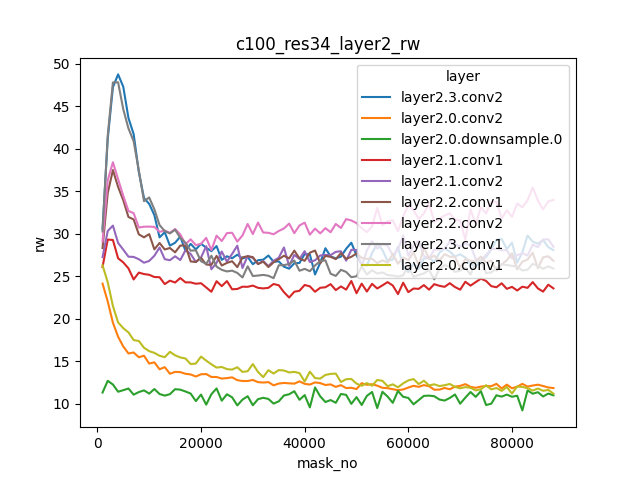 c100_res34_layer2_rw
layer
layer2.3.conv2
layer2.0.conv2
layer2.0.downsample.0
layer2.1.conv1
layer2.1.conv2
layer2.2.conv1
layer2.2.conv2
layer2.3.conv1
layer2.0.conv1
50
45
40
35
30
25
20
15
10
rw
0
20000
40000
60000
80000
mask_no